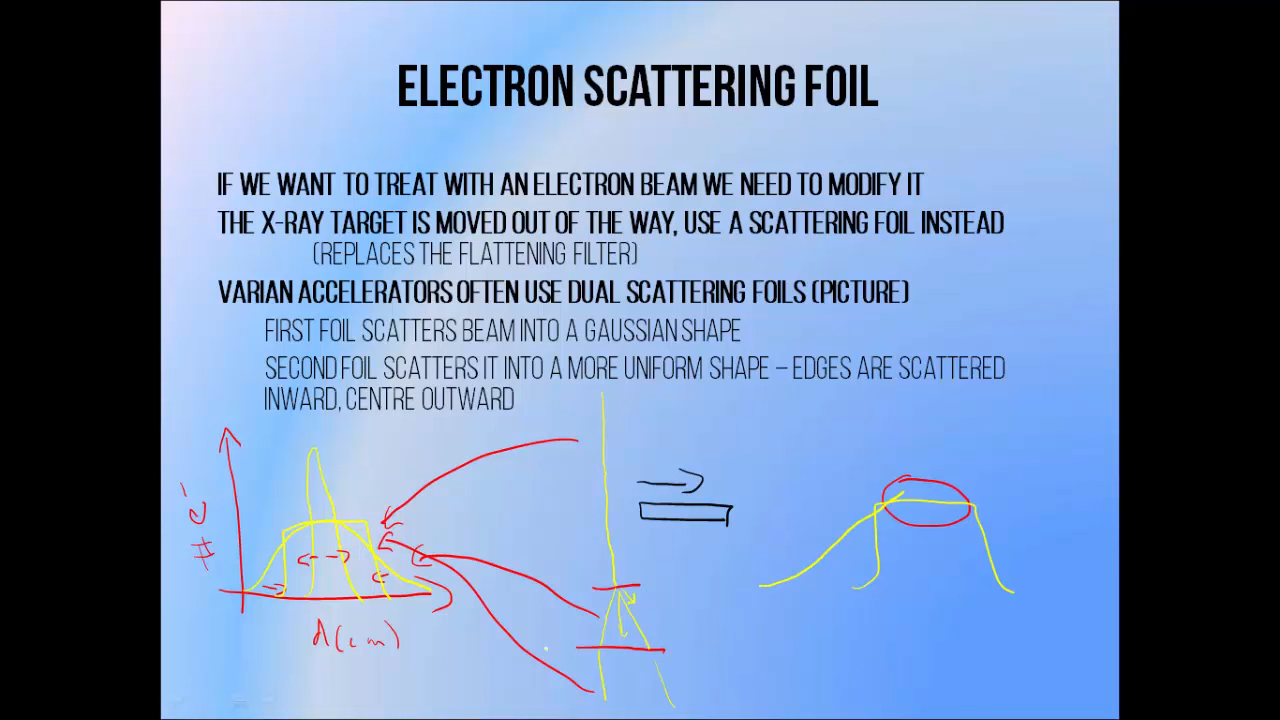 ELECTRON SCATTERING FOIL
IF WE WANT TO TREAT WITH AN ELECTRON BEAM WE NEED TO MODIFY IT
THE X-RAY TARGET IS MOVED OUT OF THE WAY, USE A SCATTERING FOIL INSTEAD
(REPLACES THE FLATTENING FILTER)
VARIAN ACCELERATORS OFTEN USE DUAL SCATTERING FOILS (PICTURE)
FIRST FOIL SCATTERS BEAM INTO A GAUSSIAN SHAPE
SECOND FOIL SCATTERS IT INTO A MORE UNIFORM SHAPE – EDGES ARE SCATTERED
INWARD, CENTRE OUTWARD
# e-
d(cm)